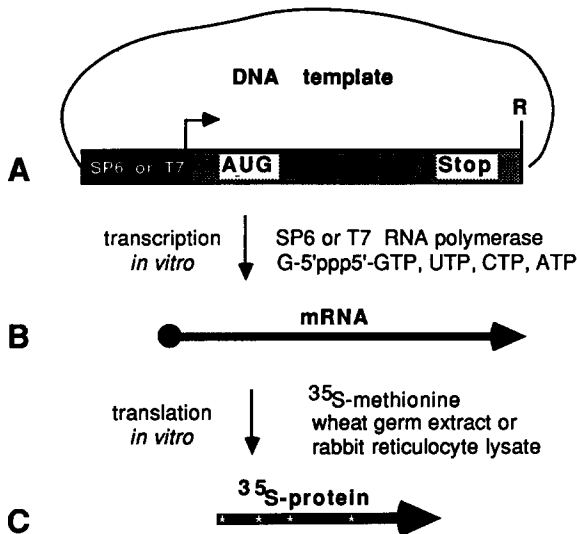 DNA template
R
A
SP6 or T7
AUG
Stop
transcription
in vitro
SP6 or T7 RNA polymerase
G-5'ppp5'-GTP, UTP, CTP, ATP
B
mRNA
translation
in vitro
³⁵S-methionine
wheat germ extract or
rabbit reticulocyte lysate
³⁵S-protein
C